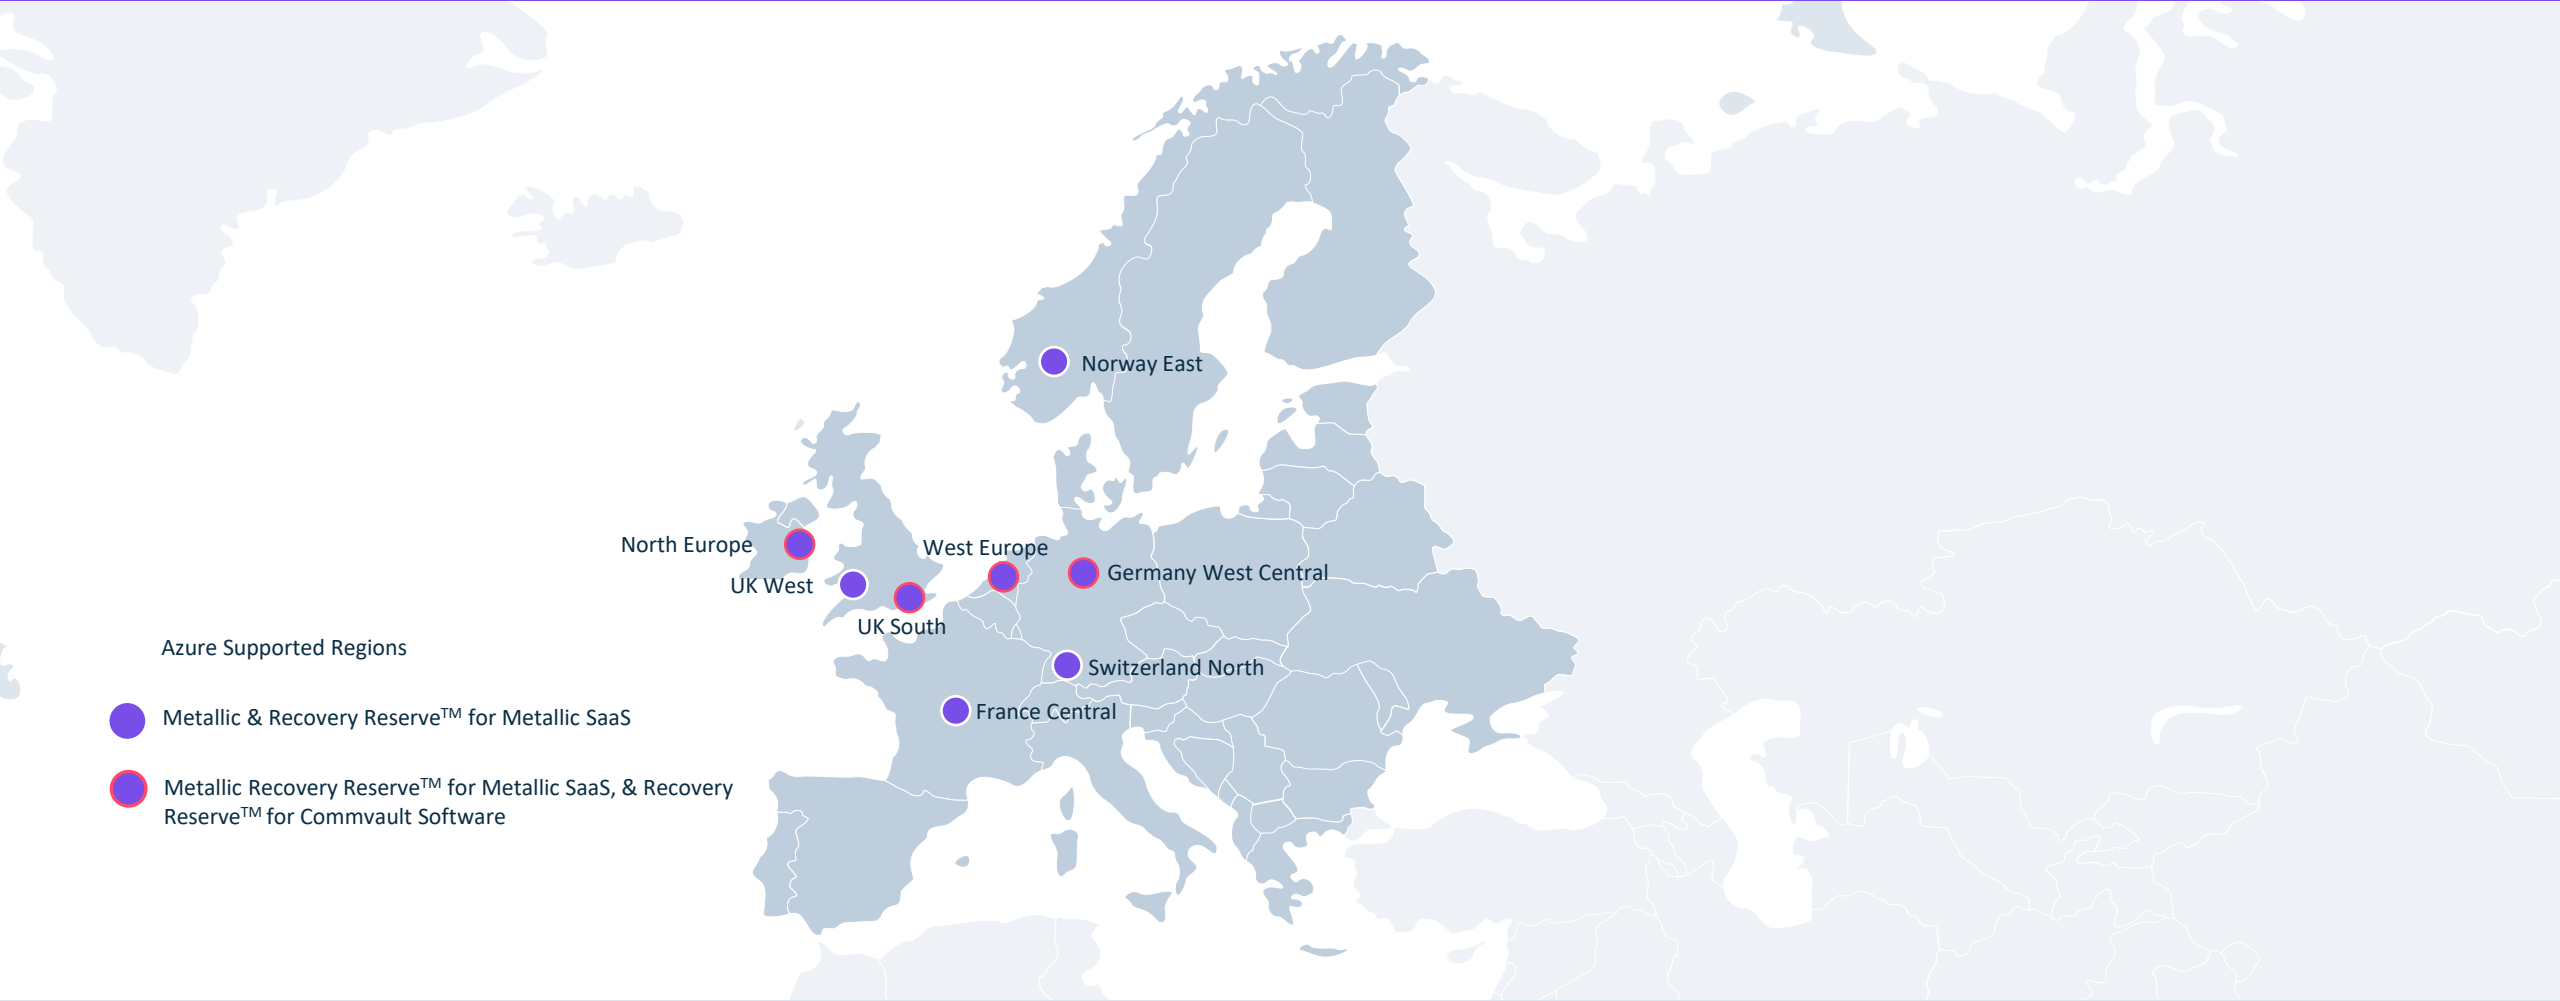 Norway East
North Europe
West Europe
Germany West Central
UK West
UK South
Azure Supported Regions
Switzerland North
Metallic & Recovery Reserve™ for Metallic SaaS
France Central
Metallic Recovery Reserve™ for Metallic SaaS, & Recovery
Reserve™ for Commvault Software